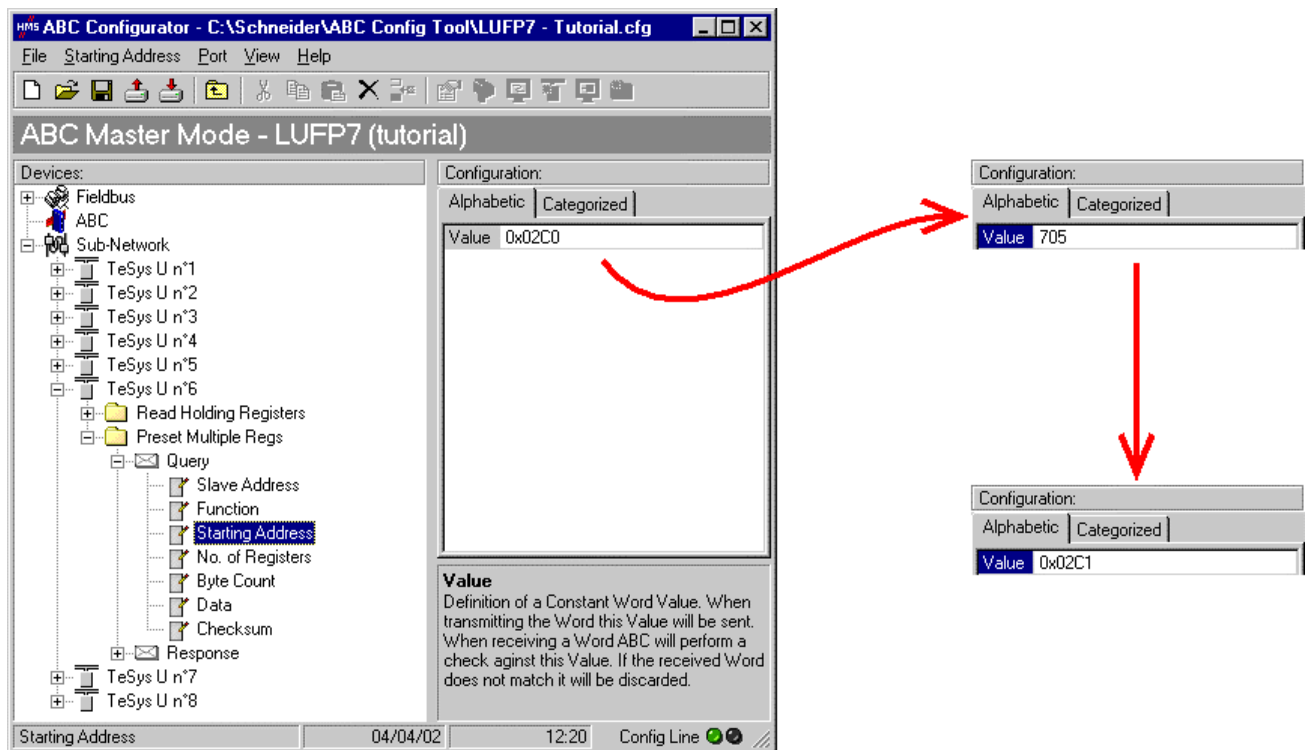 HMS ABC Configurator - C:\Schneider\ABC Config Tool\LUFP7 - Tutorial.cfg
File Starting Address Port View Help
ABC Master Mode - LUFP7 (tutorial)
Devices:
Fieldbus
ABC
Sub-Network
TeSys U n°1
TeSys U n°2
TeSys U n°3
TeSys U n°4
TeSys U n°5
TeSys U n°6
Read Holding Registers
Preset Multiple Regs
Query
Slave Address
Function
Starting Address
No. of Registers
Byte Count
Data
Checksum
Response
TeSys U n°7
TeSys U n°8
Configuration:
Alphabetic Categorized
Value 0x02C0
Value
Definition of a Constant Word Value. When
transmitting the Word this Value will be sent.
When receiving a Word ABC will perform a
check aginst this Value. If the received Word
does not match it will be discarded.
Starting Address 04/04/02 12:20 Config Line
Configuration:
Alphabetic Categorized
Value 705
Configuration:
Alphabetic Categorized
Value 0x02C1